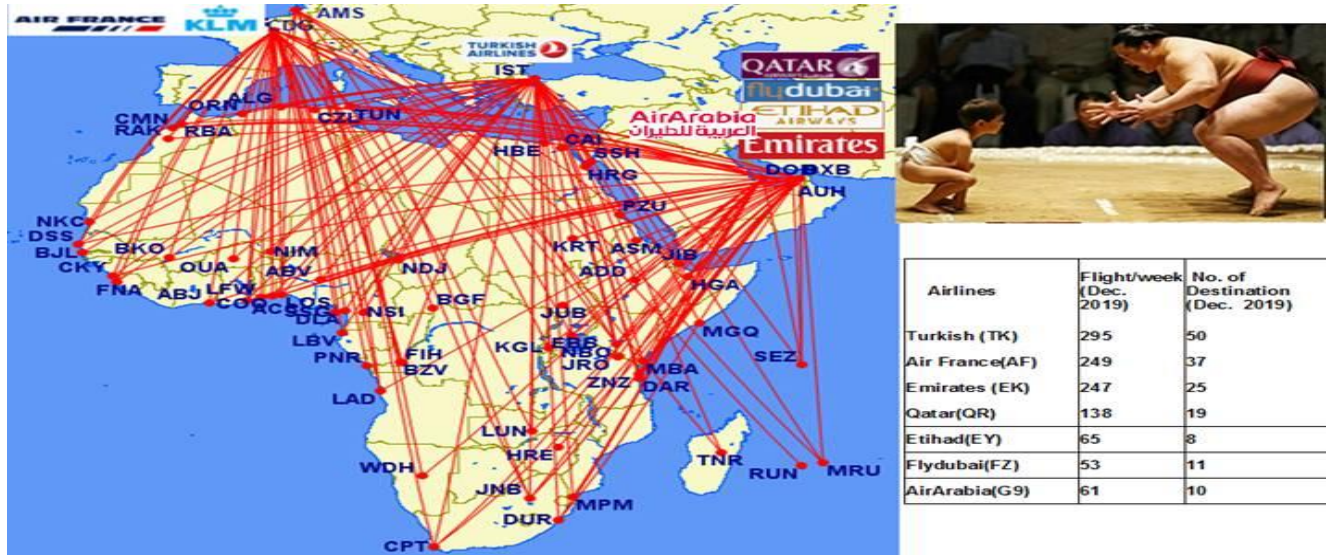 AIR FRANCE
KLM
AMS
CDG
TURKISH
AIRLINES
IST
QATAR
AIRWAYS
flydubai
ETIHAD
AIRWAYS
AirArabia
العربية للطيران
Emirates
ORN ALG
CMN
RAK RBA
CZL TUN
HBE
CAI
SSH
HRG
DOH DXB
AUH
NKC
DSS
BJL
CKY
FNA
BKO
OUA
NIM
ABV
ABJ
LFW
COO
ACC
LOS
SSG
DLA
NSI
NDJ
PZU
KRT
ASM
JIB
ADD
HGA
BGF
JUB
MGQ
LBV
PNR
FIH
BZV
KGL
EBB
NBO
JRO
MBA
ZNZ
DAR
SEZ
LAD
LUN
HRE
WDH
JNB
MPM
DUR
CPT
TNR
RUN
MRU
Airlines
Flight/week
(Dec.
2019)
No. of
Destination
(Dec. 2019)
Turkish (TK) 295 50
Air France(AF) 249 37
Emirates (EK) 247 25
Qatar(QR) 138 19
Etihad(EY) 65 8
Flydubai(FZ) 53 11
AirArabia(G9) 61 10